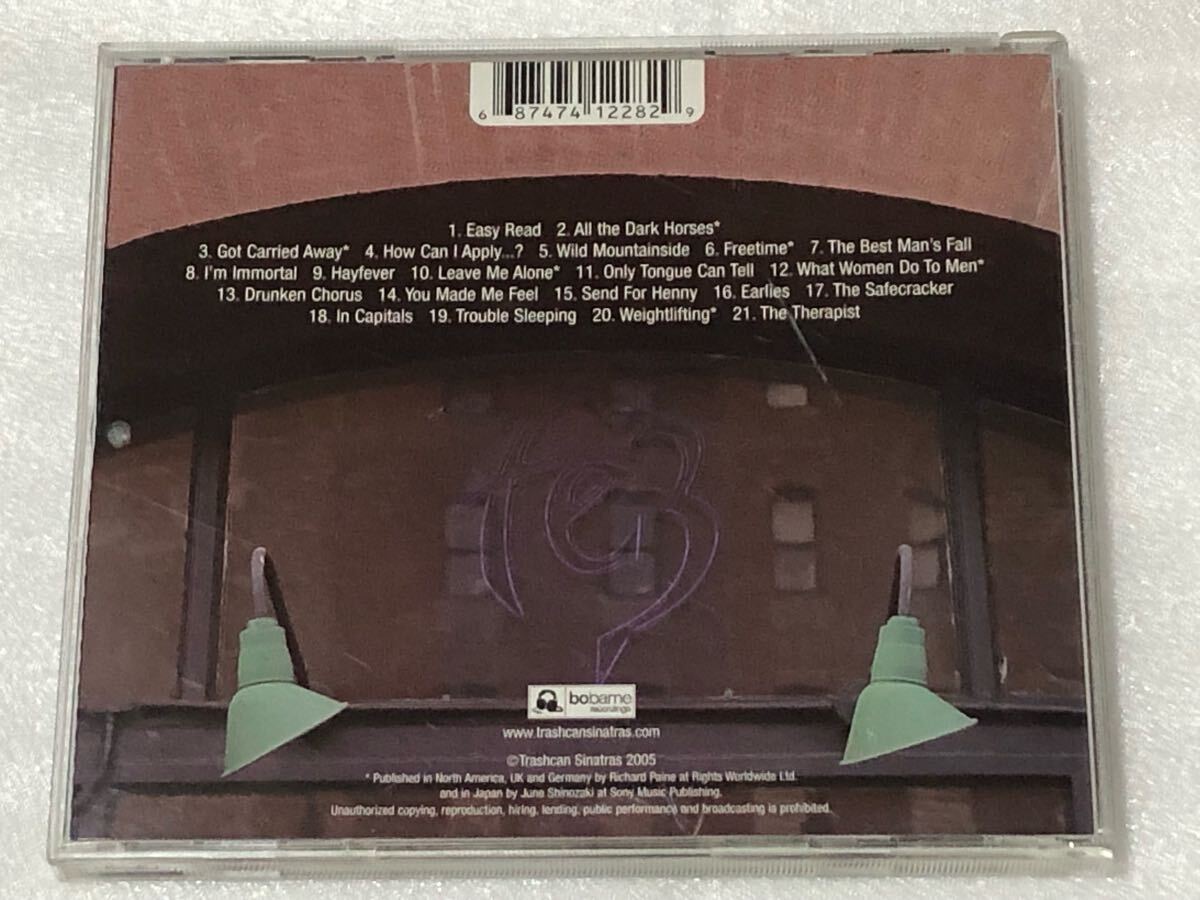 6 87474 12282 9
1. Easy Read 2. All the Dark Horses*
3. Got Carried Away* 4. How Can I Apply...? 5. Wild Mountainside 6. Freetime* 7. The Best Man's Fall
8. I'm Immortal 9. Hayfever 10. Leave Me Alone* 11. Only Tongue Can Tell 12. What Women Do To Men*
13. Drunken Chorus 14. You Made Me Feel 15. Send For Henny 16. Earlies 17. The Safecracker
18. In Capitals 19. Trouble Sleeping 20. Weightlifting* 21. The Therapist
bobame
recordings
www.trashcansinatras.com
©Trashcan Sinatras 2005
* Published in North America, UK and Germany by Richard Paine at Rights Worldwide Ltd.
and in Japan by June Shinozaki at Sony Music Publishing.
Unauthorized copying, reproduction, hiring, lending, public performance and broadcasting is prohibited.